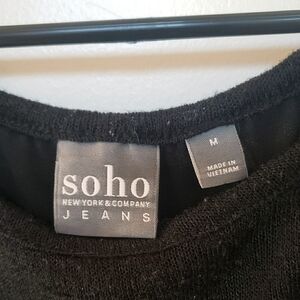 soho
NEW YORK & COMPANY
JEANS
M
MADE IN
VIETNAM